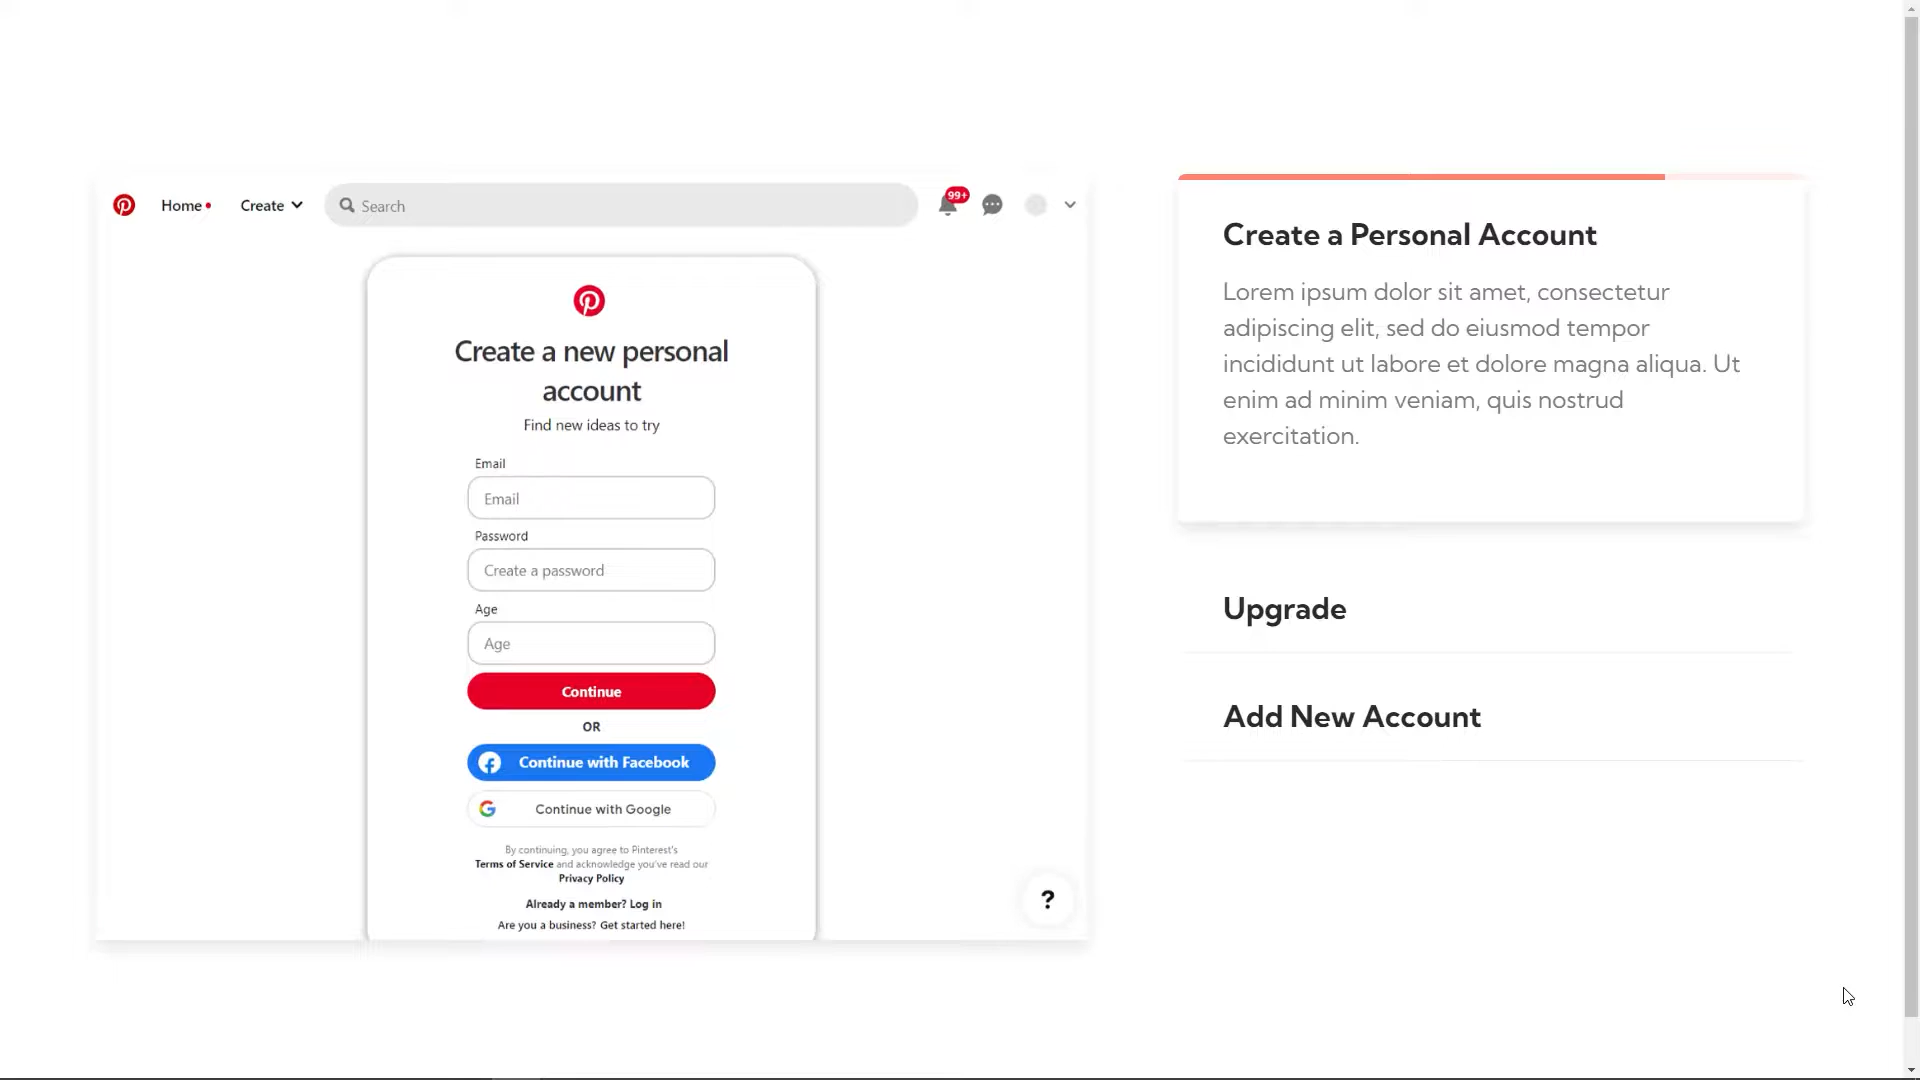 Home
Create
Search
99+
Create a new personal
account
Find new ideas to try
Email
Email
Password
Create a password
Age
Age
Continue
OR
Continue with Facebook
Continue with Google
By continuing, you agree to Pinterest's
Terms of Service and acknowledge you've read our
Privacy Policy
Already a member? Log in
Are you a business? Get started here!
?
Create a Personal Account
Lorem ipsum dolor sit amet, consectetur
adipiscing elit, sed do eiusmod tempor
incididunt ut labore et dolore magna aliqua. Ut
enim ad minim veniam, quis nostrud
exercitation.
Upgrade
Add New Account